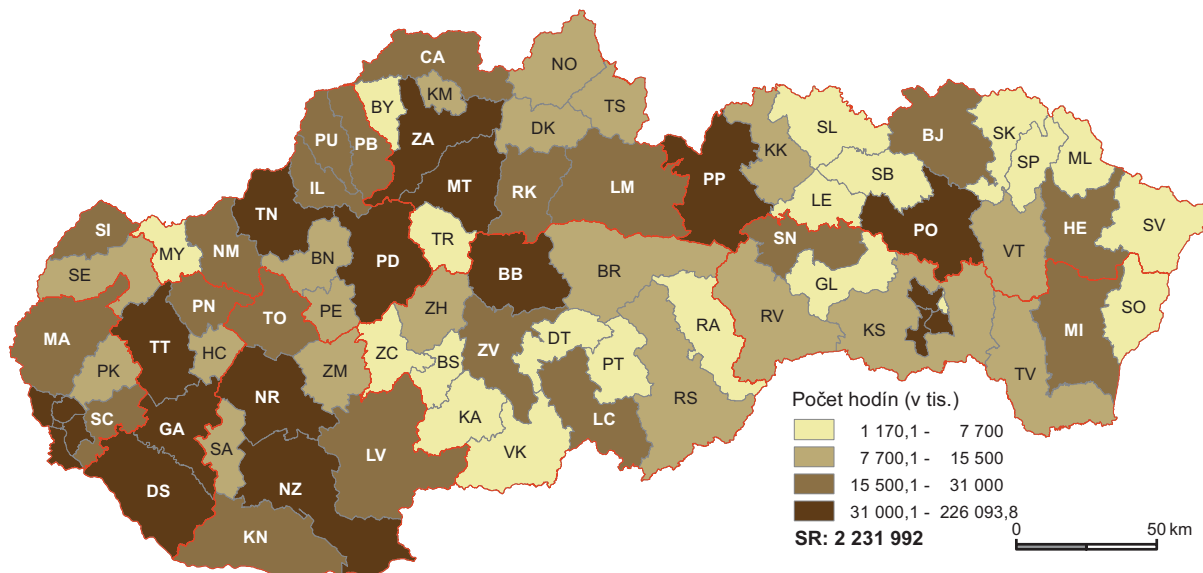 CA
NO
BY
KM
TS
PU
PB
ZA
DK
IL
MT
RK
LM
PP
KK
SL
SB
LE
BJ
SK
SP
ML
SI
MY
NM
TN
TR
SN
PO
VT
HE
SV
SE
BN
PD
BB
BR
GL
SO
MA
PN
TO
PE
ZH
RA
RV
KS
MI
TT
HC
ZM
ZC
BS
ZV
DT
PT
PK
SC
GA
NR
SA
KA
LC
RS
TV
DS
NZ
LV
VK
KN
Počet hodín (v tis.)
1 170,1 - 7 700
7 700,1 - 15 500
15 500,1 - 31 000
31 000,1 - 226 093,8
SR: 2 231 992
0 50 km